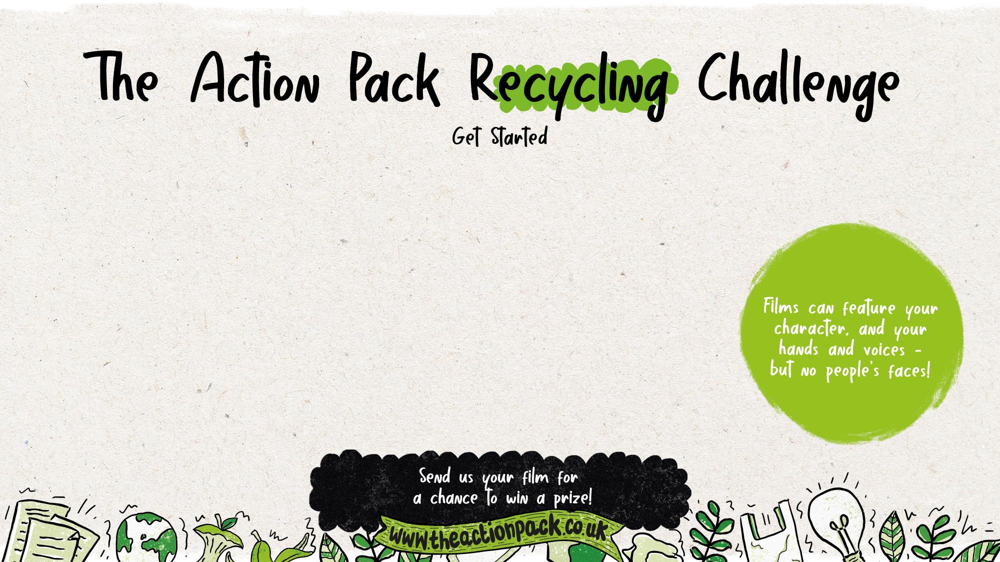 The Action Pack Recycling Challenge
Get Started
Films can feature your
character, and your
hands and voices -
but no people's faces!
Send us your film for
a chance to win a prize!
www.theactionpack.co.uk